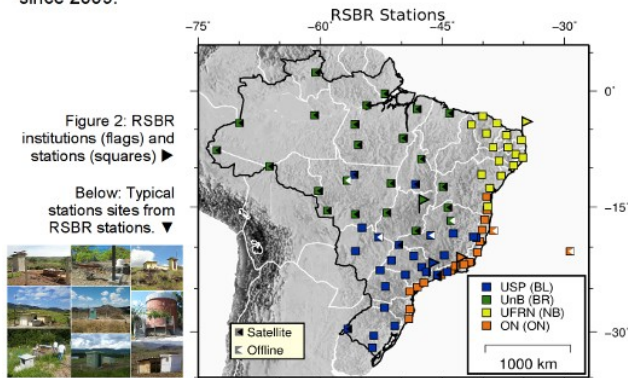 since 2009.
RSBR Stations
−75° −60° −45° −30°
0°
−15°
−30°
Figure 2: RSBR
institutions (flags) and
stations (squares) ▶
Below: Typical
stations sites from
RSBR stations. ▼
Satellite
Offline
USP (BL)
UnB (BR)
UFRN (NB)
ON (ON)
1000 km